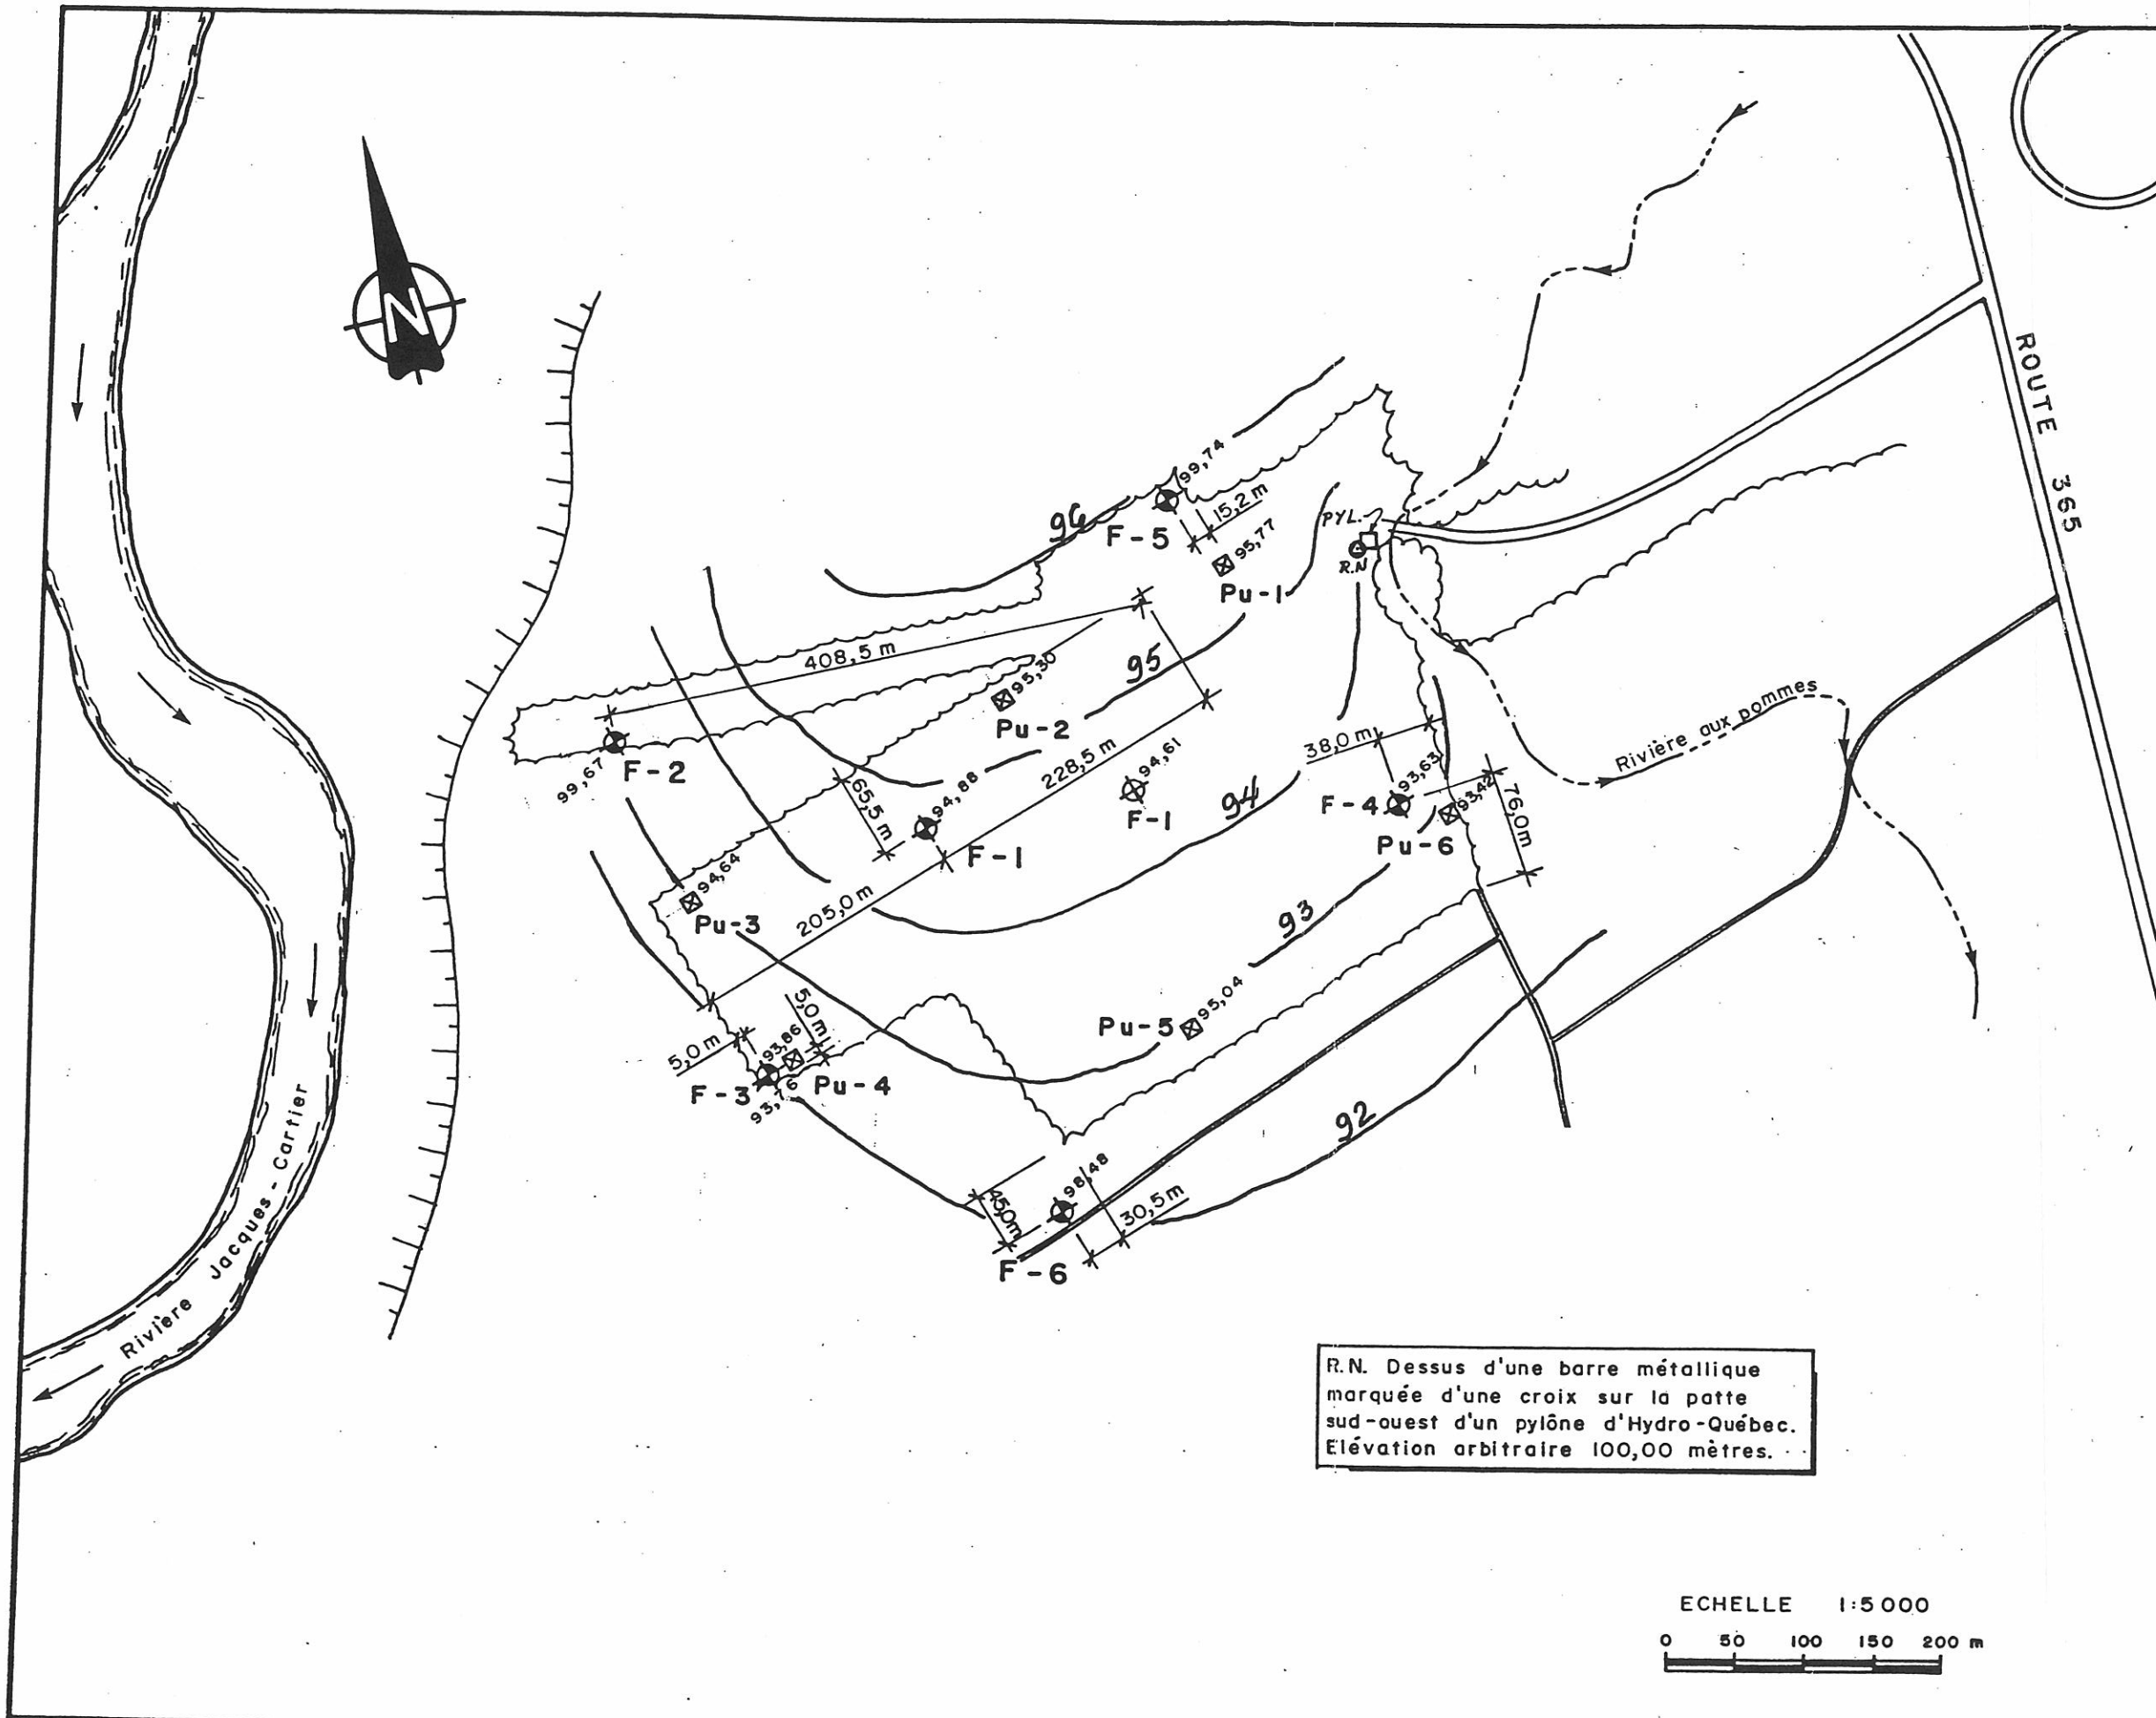 N
ROUTE 365
99,74
96
F-5
15,2 m
95,77
PYL.
R.N
Pu-1
408,5 m
95,30
95
Pu-2
Rivière aux pommes
99,67
F-2
228,5 m
94,61
38,0 m
65,5 m
94,88
F-1
94
F-4
93,63
93,42
76,0m
Pu-6
F-1
94,64
Pu-3
205,0 m
93
95,04
Pu-5
5,0 m
5,0 m
93,86
F-3
93,76
Pu-4
92
98,48
45,0m
30,5m
F-6
Rivière Jacques-Cartier
R.N. Dessus d'une barre métallique
marquée d'une croix sur la patte
sud-ouest d'un pylône d'Hydro-Québec.
Elévation arbitraire 100,00 mètres.
ECHELLE 1:5000
0 50 100 150 200 m